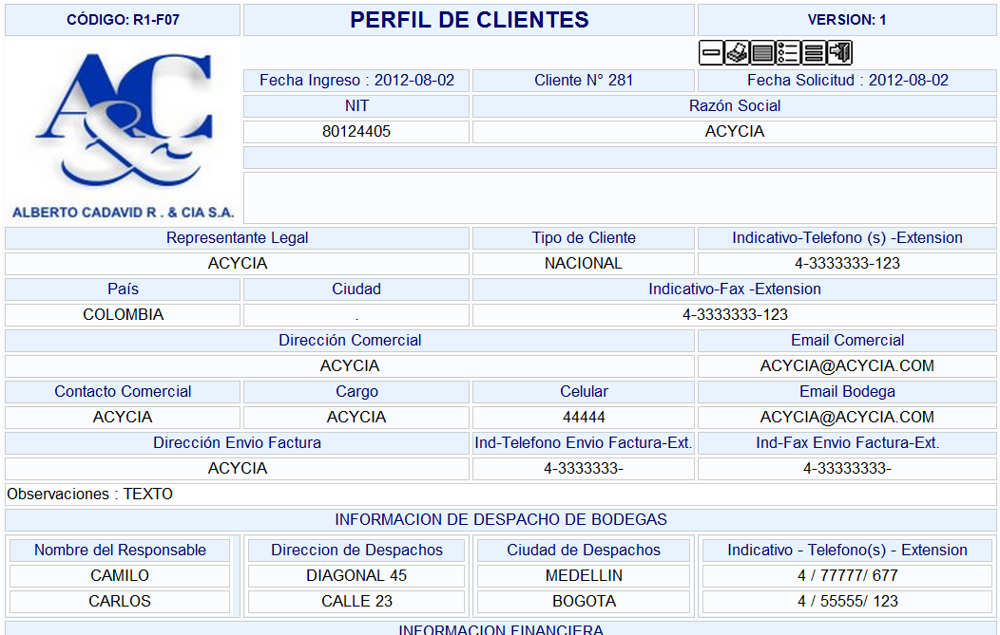 CÓDIGO: R1-F07 PERFIL DE CLIENTES VERSION: 1
A&C
ALBERTO CADAVID R . & CIA S.A.
Fecha Ingreso : 2012-08-02 Cliente N° 281 Fecha Solicitud : 2012-08-02
NIT Razón Social
80124405 ACYCIA
Representante Legal Tipo de Cliente Indicativo-Telefono (s) -Extension
ACYCIA NACIONAL 4-3333333-123
País Ciudad Indicativo-Fax -Extension
COLOMBIA . 4-3333333-123
Dirección Comercial Email Comercial
ACYCIA ACYCIA@ACYCIA.COM
Contacto Comercial Cargo Celular Email Bodega
ACYCIA ACYCIA 44444 ACYCIA@ACYCIA.COM
Dirección Envio Factura Ind-Telefono Envio Factura-Ext. Ind-Fax Envio Factura-Ext.
ACYCIA 4-3333333- 4-33333333-
Observaciones : TEXTO
INFORMACION DE DESPACHO DE BODEGAS
Nombre del Responsable Direccion de Despachos Ciudad de Despachos Indicativo - Telefono(s) - Extension
CAMILO DIAGONAL 45 MEDELLIN 4 / 77777/ 677
CARLOS CALLE 23 BOGOTA 4 / 55555/ 123
INFORMACION FINANCIERA